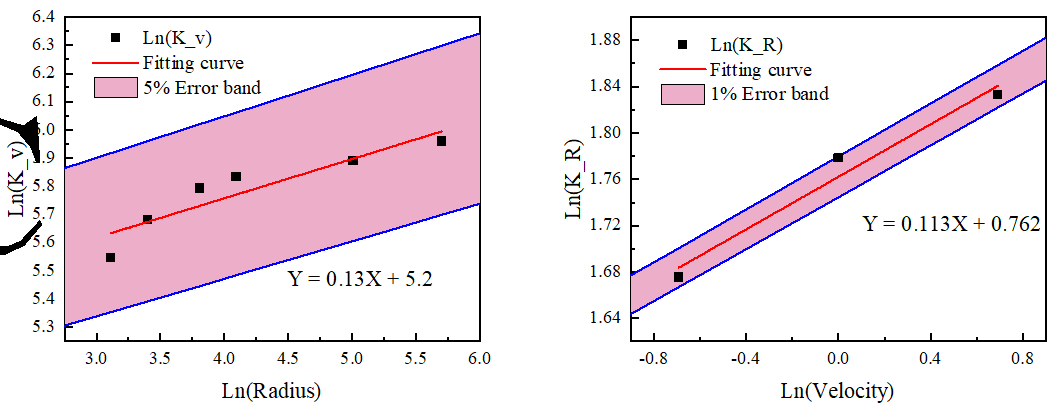 6.4
6.3
6.2
6.1
6.0
5.9
5.8
5.7
5.6
5.5
5.4
5.3
Ln(K_v)
Ln(K_v)
Fitting curve
5% Error band
Y = 0.13X + 5.2
3.0 3.5 4.0 4.5 5.0 5.5 6.0
Ln(Radius)
1.88
1.84
1.80
1.76
1.72
1.68
1.64
Ln(K_R)
Ln(K_R)
Fitting curve
1% Error band
Y = 0.113X + 0.762
-0.8 -0.4 0.0 0.4 0.8
Ln(Velocity)